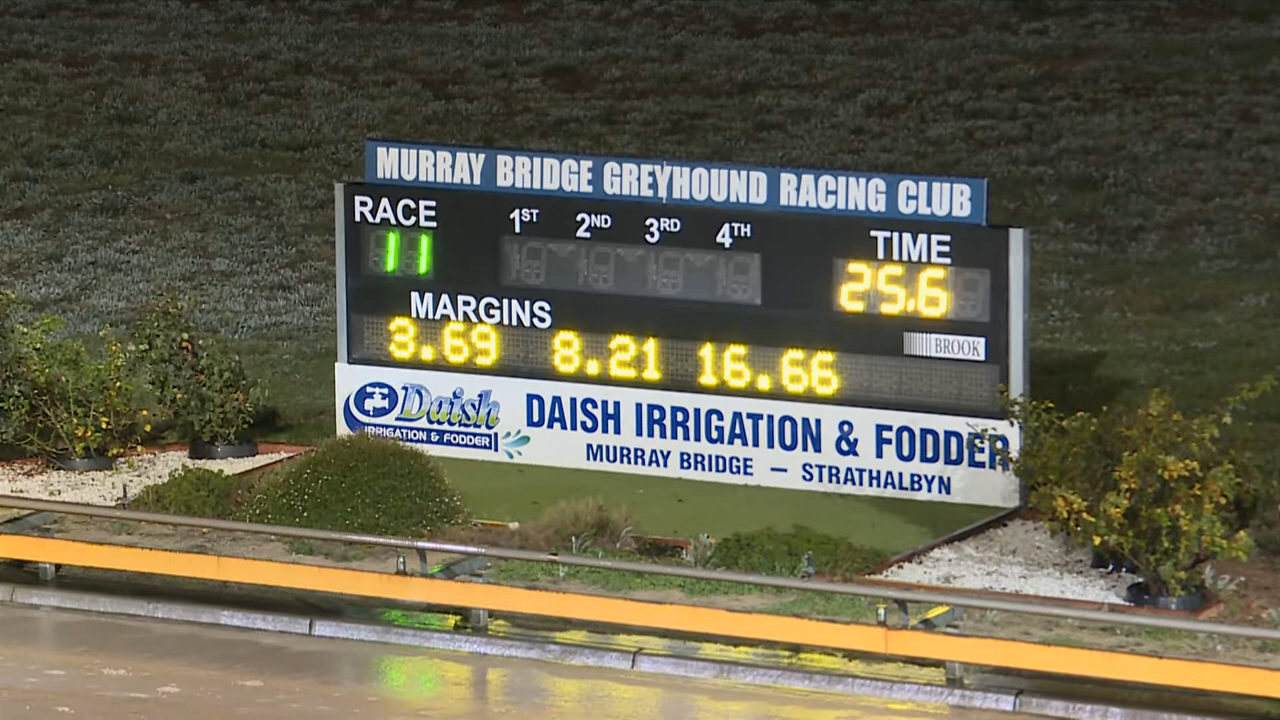 MURRAY BRIDGE GREYHOUND RACING CLUB
RACE 1ST 2ND 3RD 4TH TIME
11 25.6
MARGINS
3.69 8.21 16.66
BROOK
Daish
IRRIGATION & FODDER
DAISH IRRIGATION & FODDER
MURRAY BRIDGE – STRATHALBYN